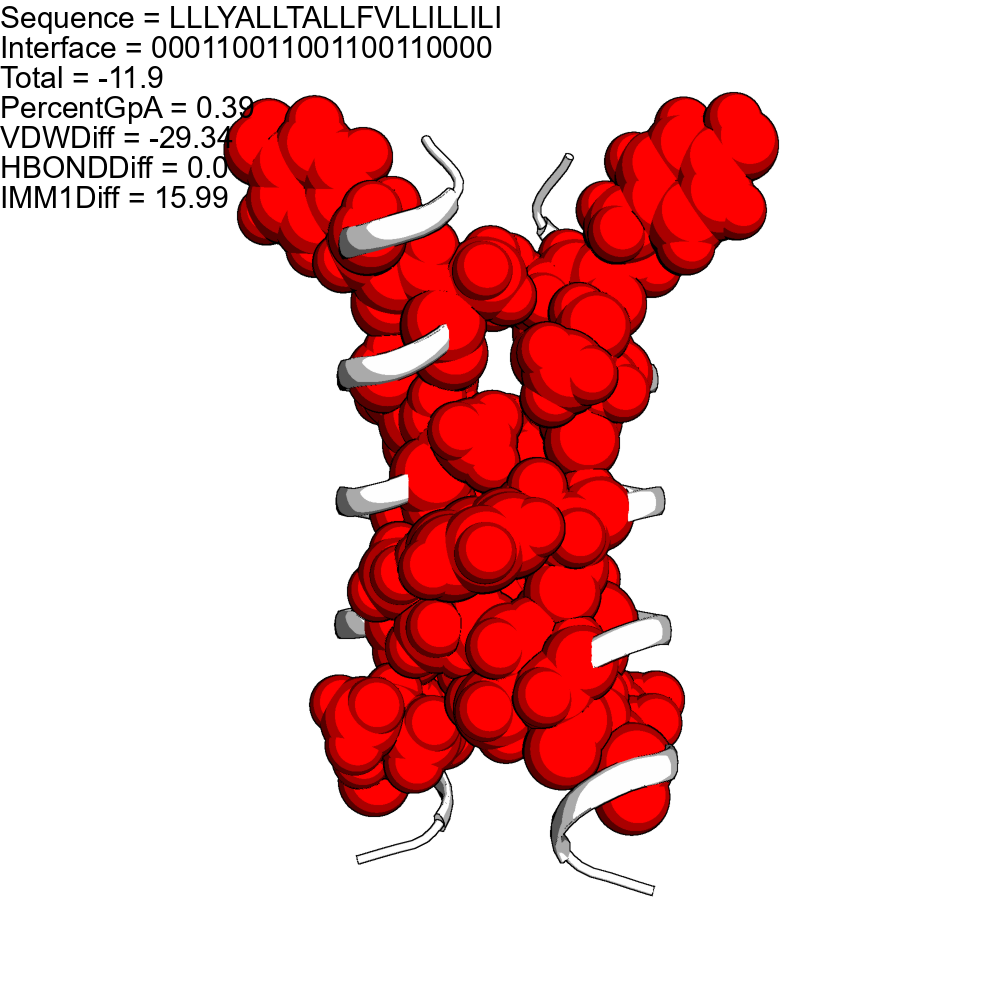 Sequence = LLLYALLTALLFVLLILLILI
Interface = 000110011001100110000
Total = -11.9
PercentGpA = 0.39
VDWDiff = -29.34
HBONDDiff = 0.0
IMM1Diff = 15.99